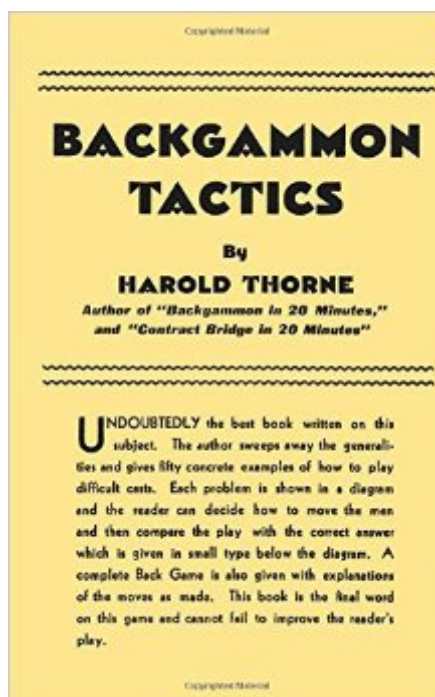 Copyrighted Material
BACKGAMMON
TACTICS
By
HAROLD THORNE
Author of "Backgammon in 20 Minutes,"
and "Contract Bridge in 20 Minutes"
UNDOUBTEDLY the best book written on this
subject. The author sweeps away the generali-
ties and gives fifty concrete examples of how to play
difficult casts. Each problem is shown in a diagram
and the reader can decide how to move the men
and then compare the play with the correct answer
which is given in small type below the diagram. A
complete Back Game is also given with explanations
of the moves as made. This book is the final word
on this game and cannot fail to improve the reader's
play.
Copyrighted Material